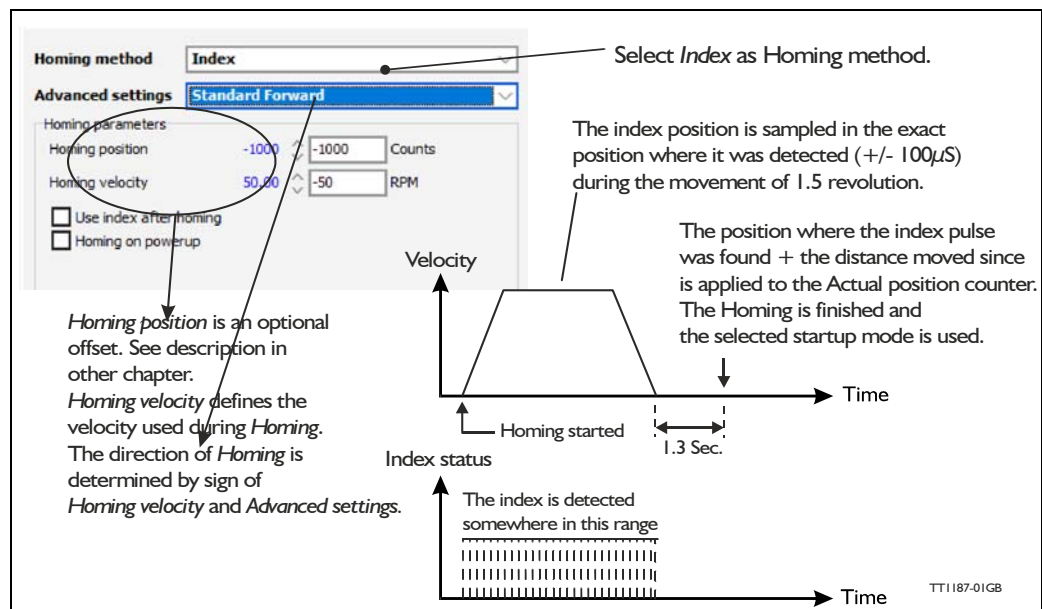 Homing method Index
Advanced settings Standard Forward
Homing parameters
Homing position -1000 -1000 Counts
Homing velocity 50,00 -50 RPM
Use index after homing
Homing on powerup
Select Index as Homing method.
The index position is sampled in the exact
position where it was detected (+/- 100µS)
during the movement of 1.5 revolution.
The position where the index pulse
was found + the distance moved since
is applied to the Actual position counter.
The Homing is finished and
the selected startup mode is used.
Homing position is an optional
offset. See description in
other chapter.
Homing velocity defines the
velocity used during Homing.
The direction of Homing is
determined by sign of
Homing velocity and Advanced settings.
Velocity
Time
Homing started
1.3 Sec.
Index status
The index is detected
somewhere in this range
Time
TT1187-01GB